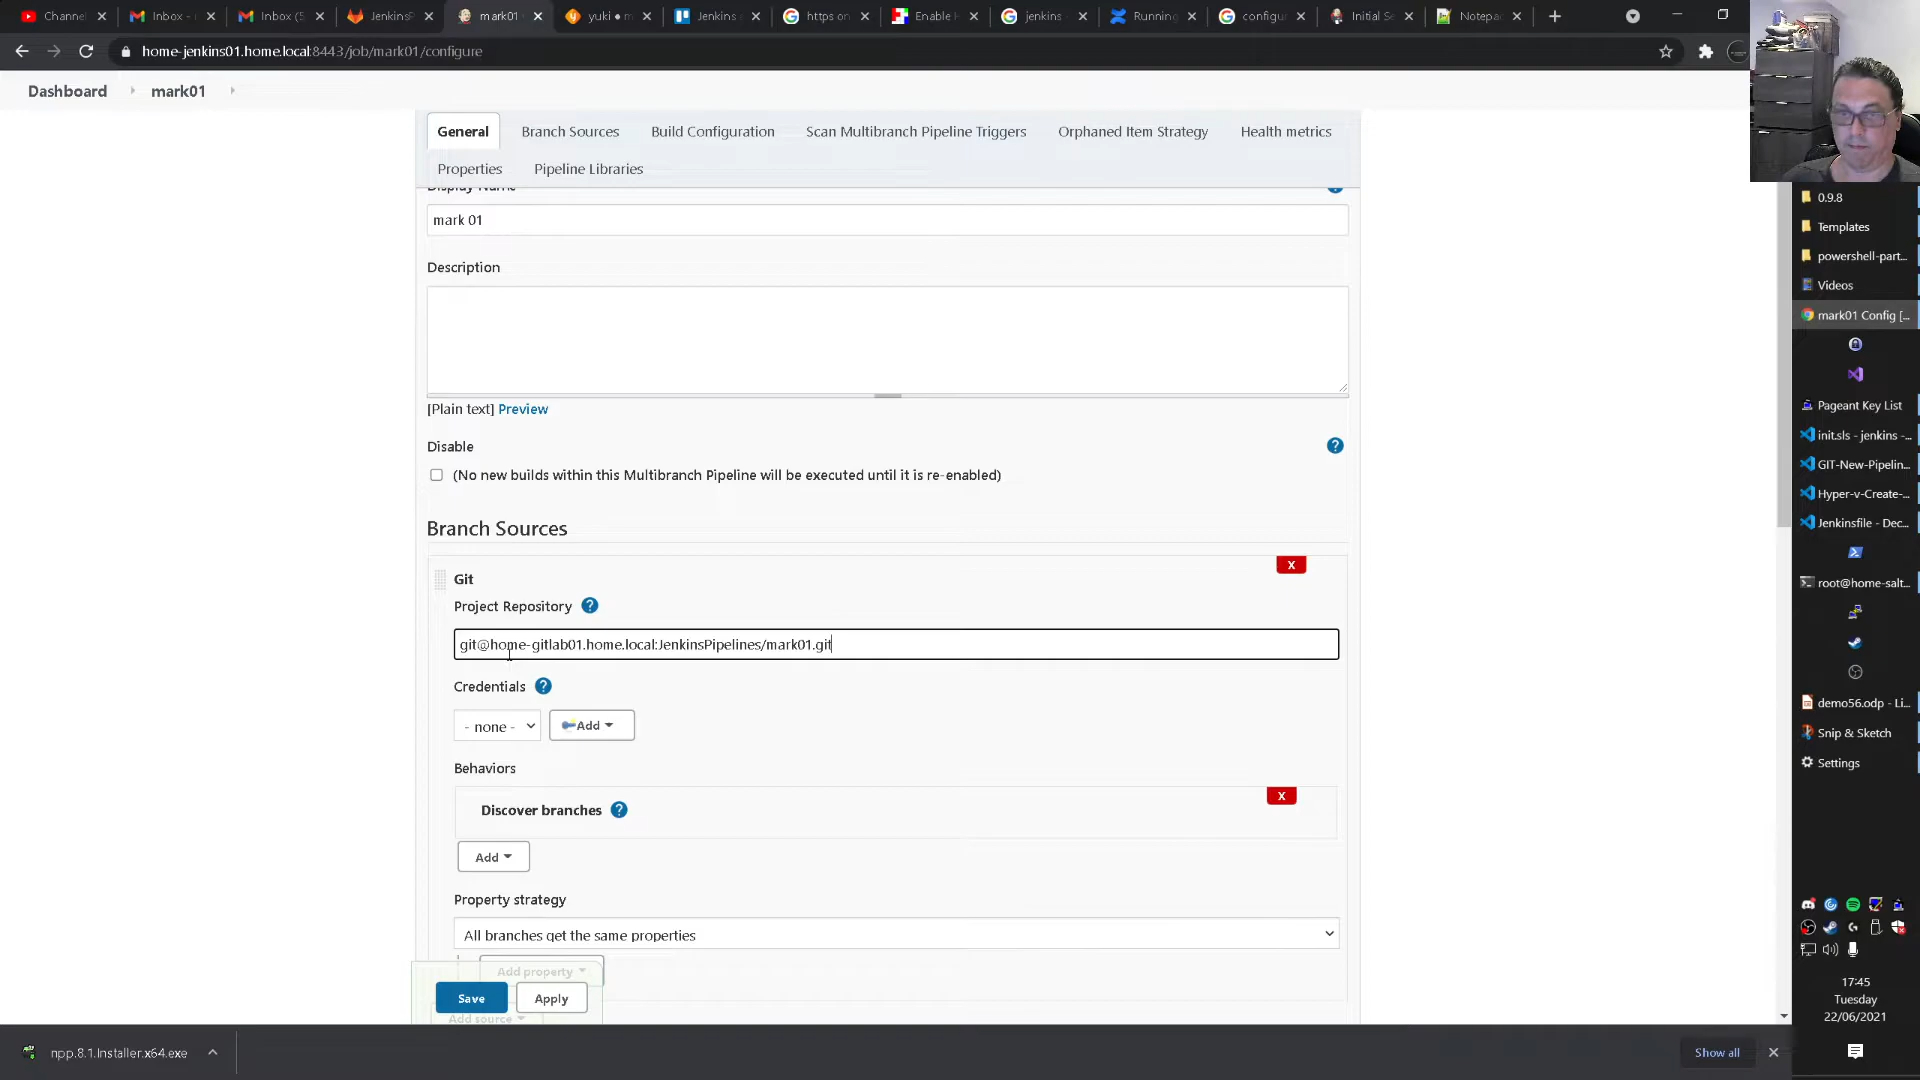 Channel
Inbox -
Inbox (5
JenkinsP
mark01
yuki ● m
Jenkins
https on
Enable H
jenkins
Running
configu
Initial Se
Notepa
home-jenkins01.home.local:8443/job/mark01/configure
Dashboard
mark01
General
Branch Sources
Build Configuration
Scan Multibranch Pipeline Triggers
Orphaned Item Strategy
Health metrics
Properties
Pipeline Libraries
Display Name
mark 01
Description
[Plain text] Preview
Disable
(No new builds within this Multibranch Pipeline will be executed until it is re-enabled)
Branch Sources
X
Git
Project Repository
git@home-gitlab01.home.local:JenkinsPipelines/mark01.git
Credentials
- none -
Add
Behaviors
X
Discover branches
Add
Property strategy
All branches get the same properties
Add property
Save
Apply
Add source
0.9.8
Templates
powershell-part...
Videos
mark01 Config [...
Pageant Key List
init.sls - jenkins -...
GIT-New-Pipelin...
Hyper-v-Create-...
Jenkinsfile - Dec...
root@home-salt...
demo56.odp - Li...
Snip & Sketch
Settings
17:45
Tuesday
22/06/2021
npp.8.1.Installer.x64.exe
Show all